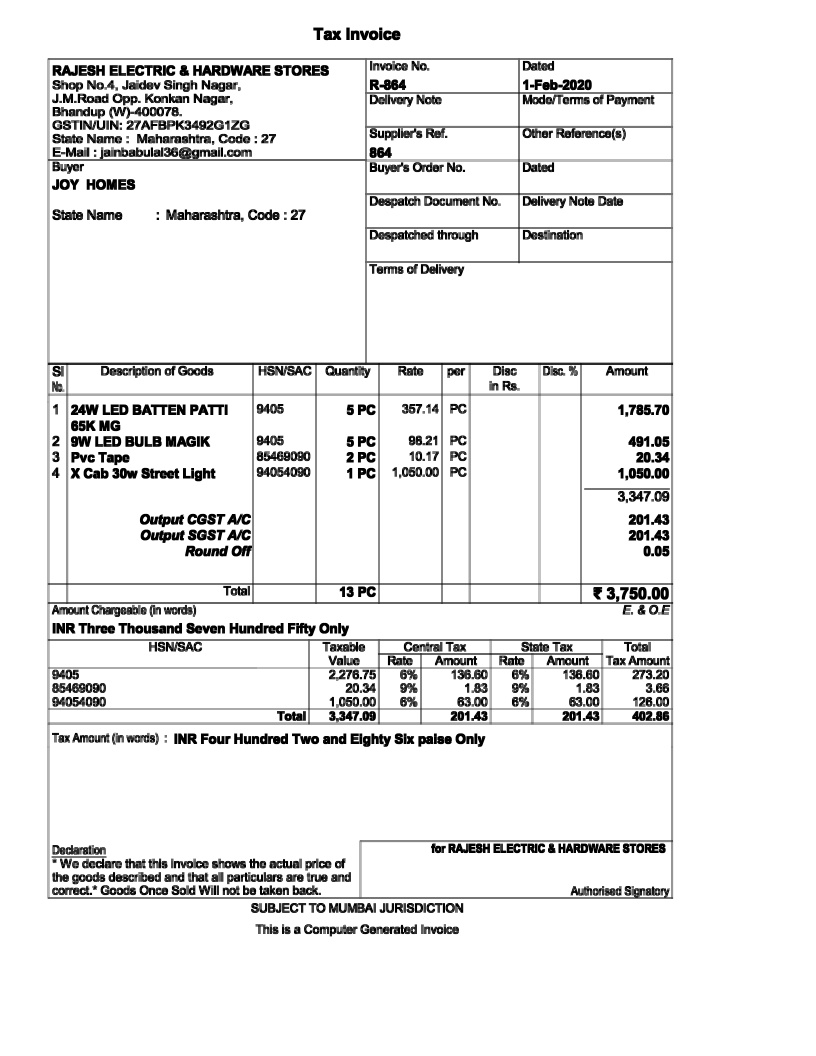 Tax Invoice
RAJESH ELECTRIC & HARDWARE STORES
Shop No.4, Jaidev Singh Nagar,
J.M.Road Opp. Konkan Nagar,
Bhandup (W)-400078.
GSTIN/UIN: 27AFBPK3492G1ZG
State Name : Maharashtra, Code : 27
E-Mail : jainbabulal36@gmail.com
Invoice No.
R-864
Dated
1-Feb-2020
Delivery Note
Mode/Terms of Payment
Supplier's Ref.
864
Other Reference(s)
Buyer
JOY HOMES
State Name : Maharashtra, Code : 27
Buyer's Order No.
Dated
Despatch Document No.
Delivery Note Date
Despatched through
Destination
Terms of Delivery
Sl No. Description of Goods HSN/SAC Quantity Rate per Disc in Rs. Disc. % Amount
1 24W LED BATTEN PATTI 9405 5 PC 357.14 PC 1,785.70
65K MG
2 9W LED BULB MAGIK 9405 5 PC 98.21 PC 491.05
3 Pvc Tape 85469090 2 PC 10.17 PC 20.34
4 X Cab 30w Street Light 94054090 1 PC 1,050.00 PC 1,050.00
3,347.09
Output CGST A/C 201.43
Output SGST A/C 201.43
Round Off 0.05
Total 13 PC ₹ 3,750.00
Amount Chargeable (in words) E. & O.E
INR Three Thousand Seven Hundred Fifty Only
HSN/SAC Taxable Central Tax State Tax Total
Value Rate Amount Rate Amount Tax Amount
9405 2,276.75 6% 136.60 6% 136.60 273.20
85469090 20.34 9% 1.83 9% 1.83 3.66
94054090 1,050.00 6% 63.00 6% 63.00 126.00
Total 3,347.09 201.43 201.43 402.86
Tax Amount (in words) : INR Four Hundred Two and Eighty Six paise Only
Declaration
* We declare that this invoice shows the actual price of
the goods described and that all particulars are true and
correct.* Goods Once Sold Will not be taken back.
for RAJESH ELECTRIC & HARDWARE STORES
Authorised Signatory
SUBJECT TO MUMBAI JURISDICTION
This is a Computer Generated Invoice